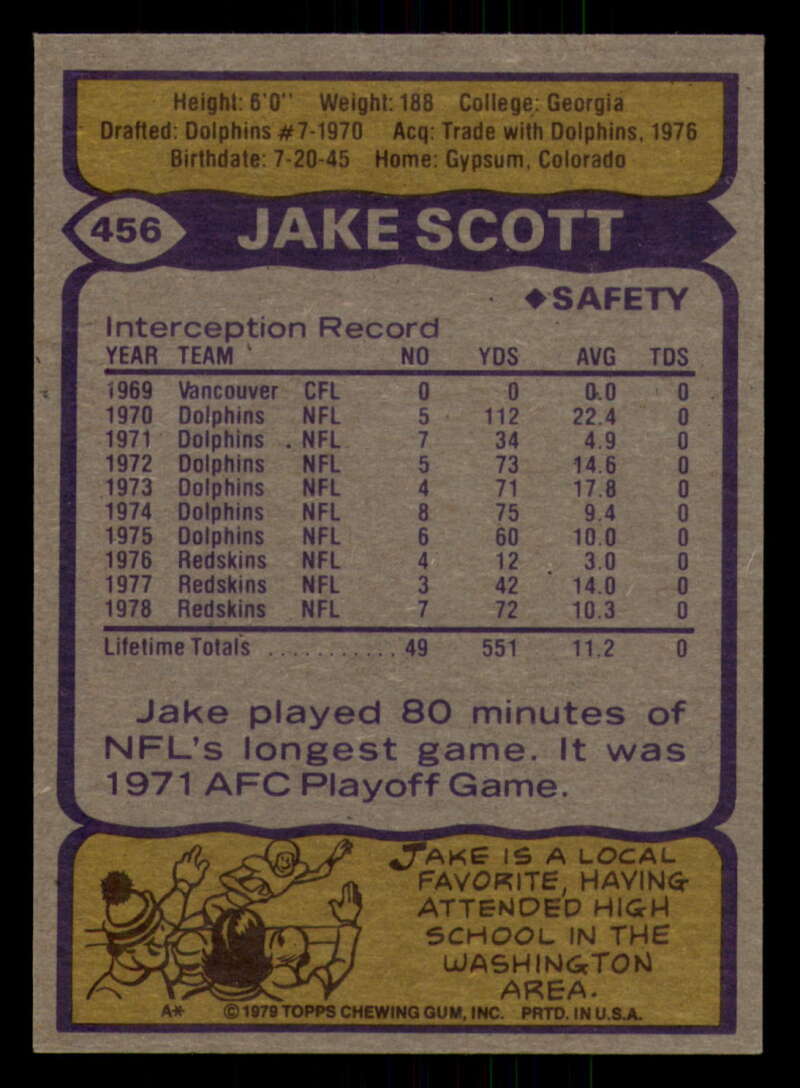 Height: 6'0" Weight: 188 College: Georgia
Drafted: Dolphins #7-1970 Acq: Trade with Dolphins, 1976
Birthdate: 7-20-45 Home: Gypsum, Colorado
456 JAKE SCOTT
◆SAFETY
Interception Record
YEAR TEAM NO YDS AVG TDS
1969 Vancouver CFL 0 0 0.0 0
1970 Dolphins NFL 5 112 22.4 0
1971 Dolphins NFL 7 34 4.9 0
1972 Dolphins NFL 5 73 14.6 0
1973 Dolphins NFL 4 71 17.8 0
1974 Dolphins NFL 8 75 9.4 0
1975 Dolphins NFL 6 60 10.0 0
1976 Redskins NFL 4 12 3.0 0
1977 Redskins NFL 3 42 14.0 0
1978 Redskins NFL 7 72 10.3 0
Lifetime Totals ........... 49 551 11.2 0
Jake played 80 minutes of
NFL's longest game. It was
1971 AFC Playoff Game.
JAKE IS A LOCAL
FAVORITE, HAVING
ATTENDED HIGH
SCHOOL IN THE
WASHINGTON
AREA.
A* ©1979 TOPPS CHEWING GUM, INC. PRTD. IN U.S.A.